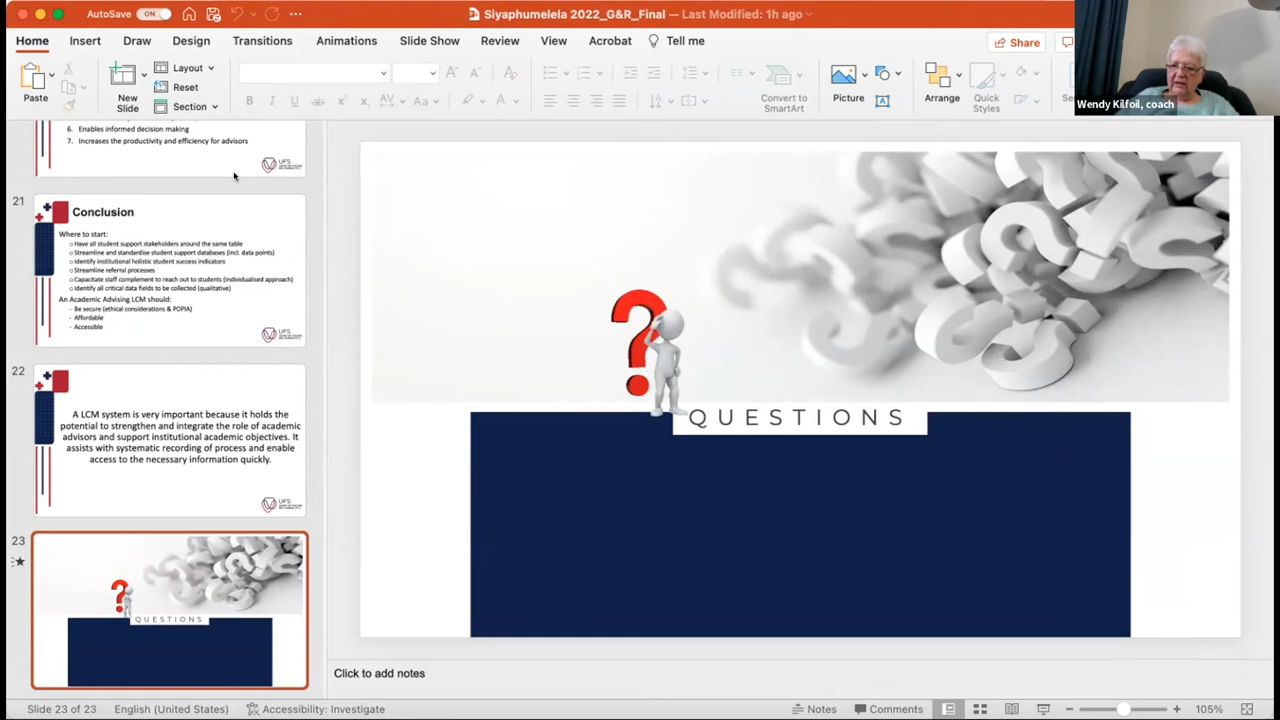 AutoSave ON
Siyaphumelela 2022_G&R_Final — Last Modified: 1h ago
Home Insert Draw Design Transitions Animations Slide Show Review View Acrobat Tell me
Share
Paste
New
Slide
Layout
Reset
Section
Convert to
SmartArt
Picture
Arrange
Quick
Styles
Wendy Kilfoil, coach
6. Enables informed decision making
7. Increases the productivity and efficiency for advisors
UFS
21
Conclusion
Where to start:
o Have all student support stakeholders around the same table
o Streamline and standardise student support databases (incl. data points)
o Identify institutional holistic student success indicators
o Streamline referral processes
o Capacitate staff complement to reach out to students (individualised approach)
o Identify all critical data fields to be collected (qualitative)
An Academic Advising LCM should:
- Be secure (ethical considerations & POPIA)
- Affordable
- Accessible
UFS
22
A LCM system is very important because it holds the
potential to strengthen and integrate the role of academic
advisors and support institutional academic objectives. It
assists with systematic recording of process and enable
access to the necessary information quickly.
UFS
23
?
QUESTIONS
?
QUESTIONS
Click to add notes
Slide 23 of 23 English (United States) Accessibility: Investigate
Notes Comments 105%